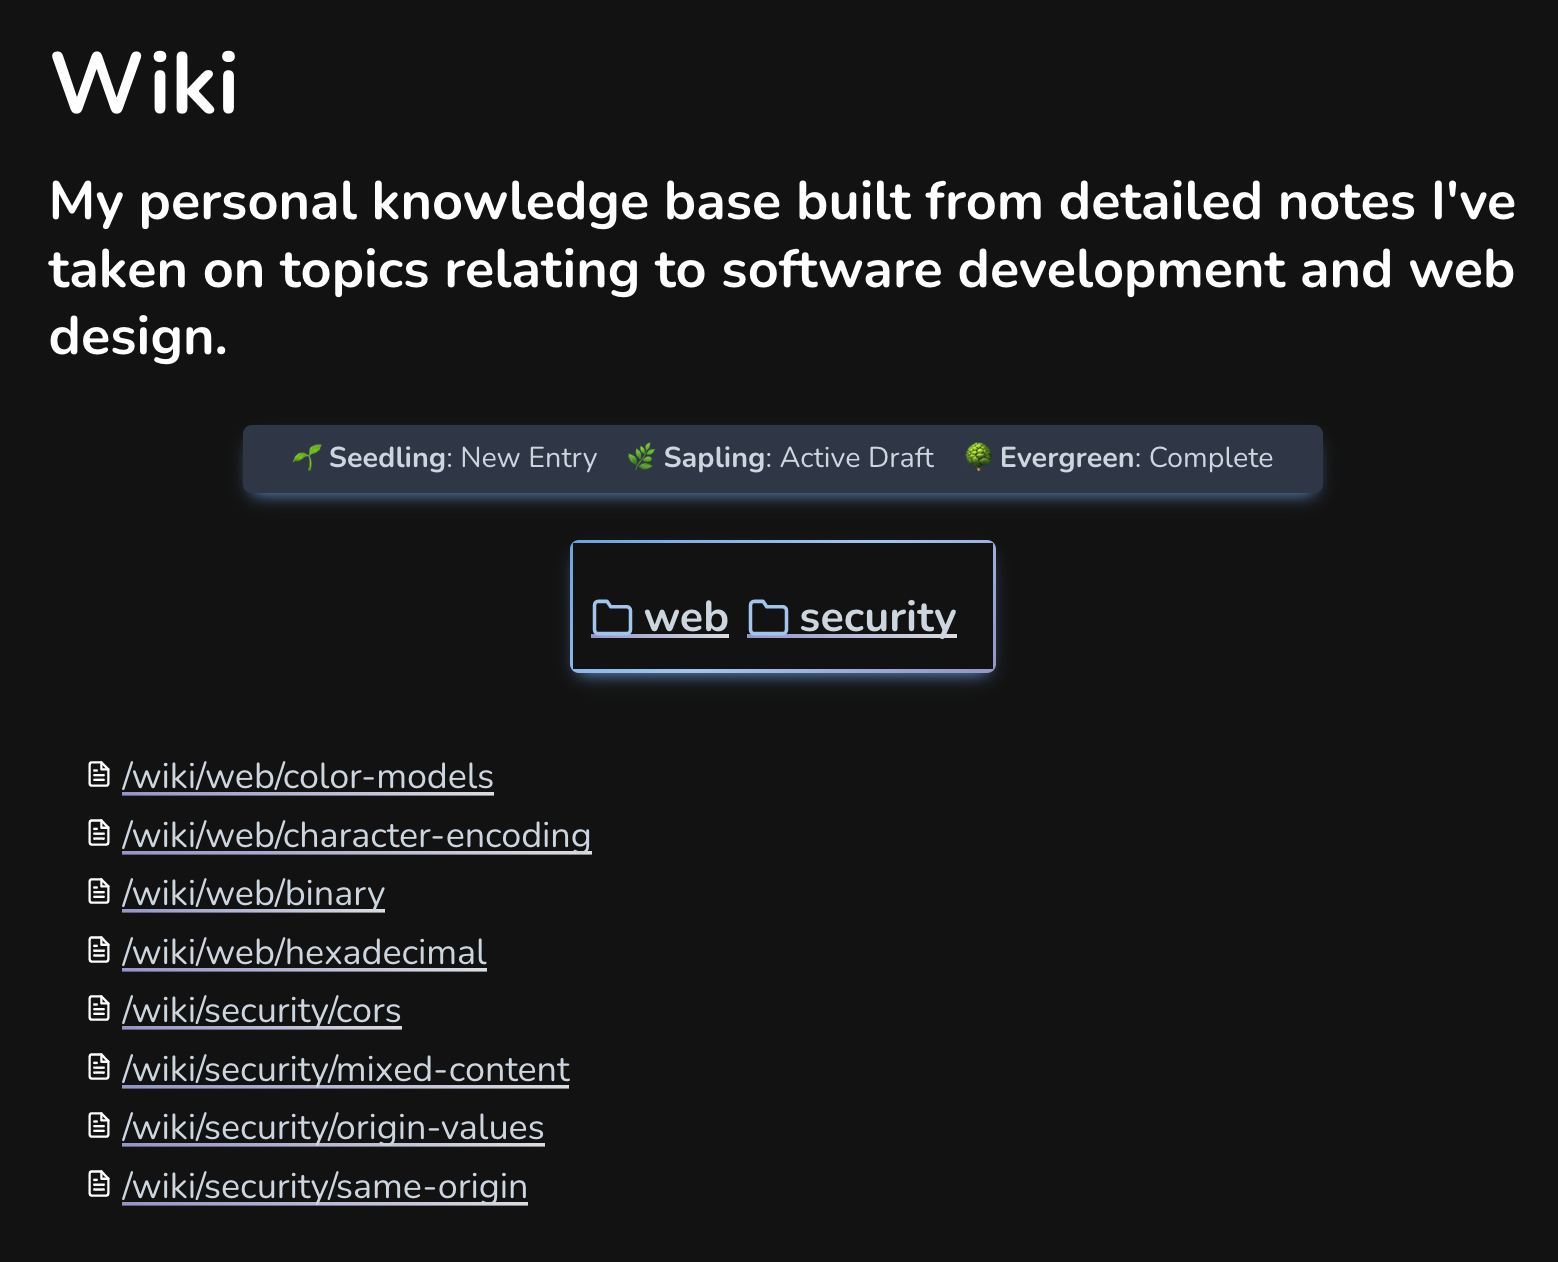 Wiki
My personal knowledge base built from detailed notes I've
taken on topics relating to software development and web
design.
🌱 Seedling: New Entry 🌿 Sapling: Active Draft 🌳 Evergreen: Complete
web security
/wiki/web/color-models
/wiki/web/character-encoding
/wiki/web/binary
/wiki/web/hexadecimal
/wiki/security/cors
/wiki/security/mixed-content
/wiki/security/origin-values
/wiki/security/same-origin